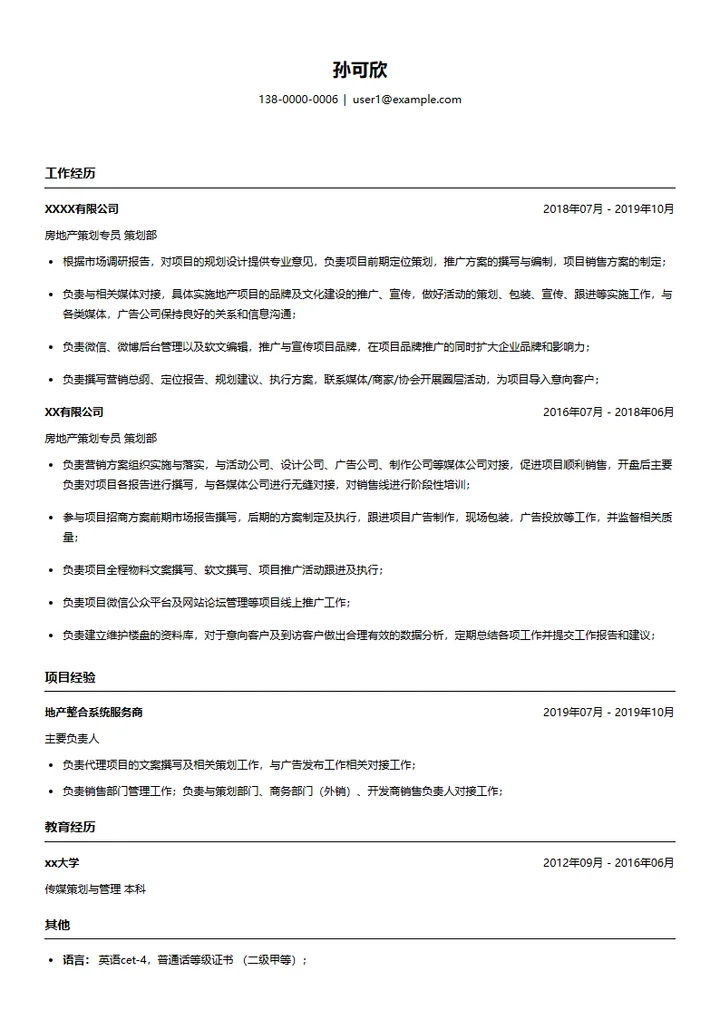 孙可欣
138-0000-0006 | user1@example.com
工作经历
XXXX有限公司 2018年07月 - 2019年10月
房地产策划专员 策划部
• 根据市场调研报告，对项目的规划设计提供专业意见，负责项目前期定位策划，推广方案的撰写与编制，项目销售方案的制定；
• 负责与相关媒体对接，具体实施地产项目的品牌及文化建设的推广、宣传，做好活动的策划、包装、宣传、跟进等实施工作，与
各类媒体，广告公司保持良好的关系和信息沟通；
• 负责微信、微博后台管理以及软文编辑，推广与宣传项目品牌，在项目品牌推广的同时扩大企业品牌和影响力；
• 负责撰写营销总纲、定位报告、规划建议、执行方案，联系媒体/商家/协会开展圈层活动，为项目导入意向客户；
XX有限公司 2016年07月 - 2018年06月
房地产策划专员 策划部
• 负责营销方案组织实施与落实，与活动公司、设计公司、广告公司、制作公司等媒体公司对接，促进项目顺利销售，开盘后主要
负责对项目各报告进行撰写，与各媒体公司进行无缝对接，对销售线进行阶段性培训；
• 参与项目招商方案前期市场报告撰写，后期的方案制定及执行，跟进项目广告制作，现场包装，广告投放等工作，并监督相关质
量；
• 负责项目全程物料文案撰写、软文撰写、项目推广活动跟进及执行；
• 负责项目微信公众平台及网站论坛管理等项目线上推广工作；
• 负责建立维护楼盘的资料库，对于意向客户及到访客户做出合理有效的数据分析，定期总结各项工作并提交工作报告和建议；
项目经验
地产整合系统服务商 2019年07月 - 2019年10月
主要负责人
• 负责代理项目的文案撰写及相关策划工作，与广告发布工作相关对接工作；
• 负责销售部门管理工作；负责与策划部门、商务部门（外销）、开发商销售负责人对接工作；
教育经历
xx大学 2012年09月 - 2016年06月
传媒策划与管理 本科
其他
• 语言： 英语cet-4，普通话等级证书 （二级甲等）；